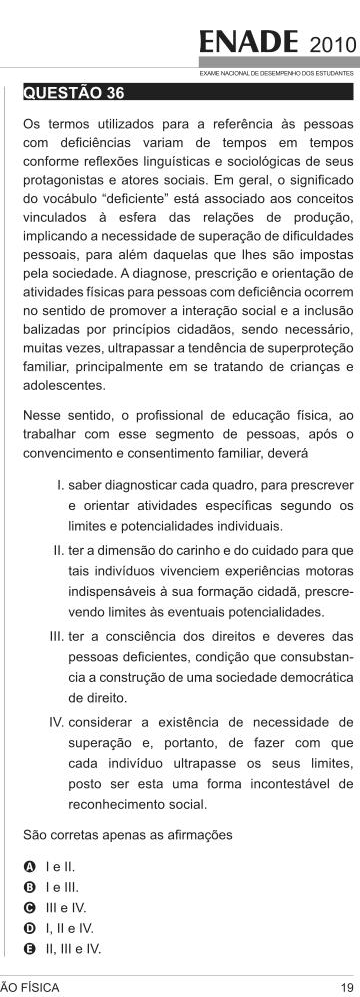 ENADE 2010
EXAME NACIONAL DE DESEMPENHO DOS ESTUDANTES
QUESTÃO 36
Os termos utilizados para a referência às pessoas
com deficiências variam de tempos em tempos
conforme reflexões linguísticas e sociológicas de seus
protagonistas e atores sociais. Em geral, o significado
do vocábulo “deficiente” está associado aos conceitos
vinculados à esfera das relações de produção,
implicando a necessidade de superação de dificuldades
pessoais, para além daquelas que lhes são impostas
pela sociedade. A diagnose, prescrição e orientação de
atividades físicas para pessoas com deficiência ocorrem
no sentido de promover a interação social e a inclusão
balizadas por princípios cidadãos, sendo necessário,
muitas vezes, ultrapassar a tendência de superproteção
familiar, principalmente em se tratando de crianças e
adolescentes.
Nesse sentido, o profissional de educação física, ao
trabalhar com esse segmento de pessoas, após o
convencimento e consentimento familiar, deverá
I. saber diagnosticar cada quadro, para prescrever
e orientar atividades específicas segundo os
limites e potencialidades individuais.
II. ter a dimensão do carinho e do cuidado para que
tais indivíduos vivenciem experiências motoras
indispensáveis à sua formação cidadã, prescre-
vendo limites às eventuais potencialidades.
III. ter a consciência dos direitos e deveres das
pessoas deficientes, condição que consubstan-
cia a construção de uma sociedade democrática
de direito.
IV. considerar a existência de necessidade de
superação e, portanto, de fazer com que
cada indivíduo ultrapasse os seus limites,
posto ser esta uma forma incontestável de
reconhecimento social.
São corretas apenas as afirmações
A I e II.
B I e III.
C III e IV.
D I, II e IV.
E II, III e IV.
ÃO FÍSICA 19